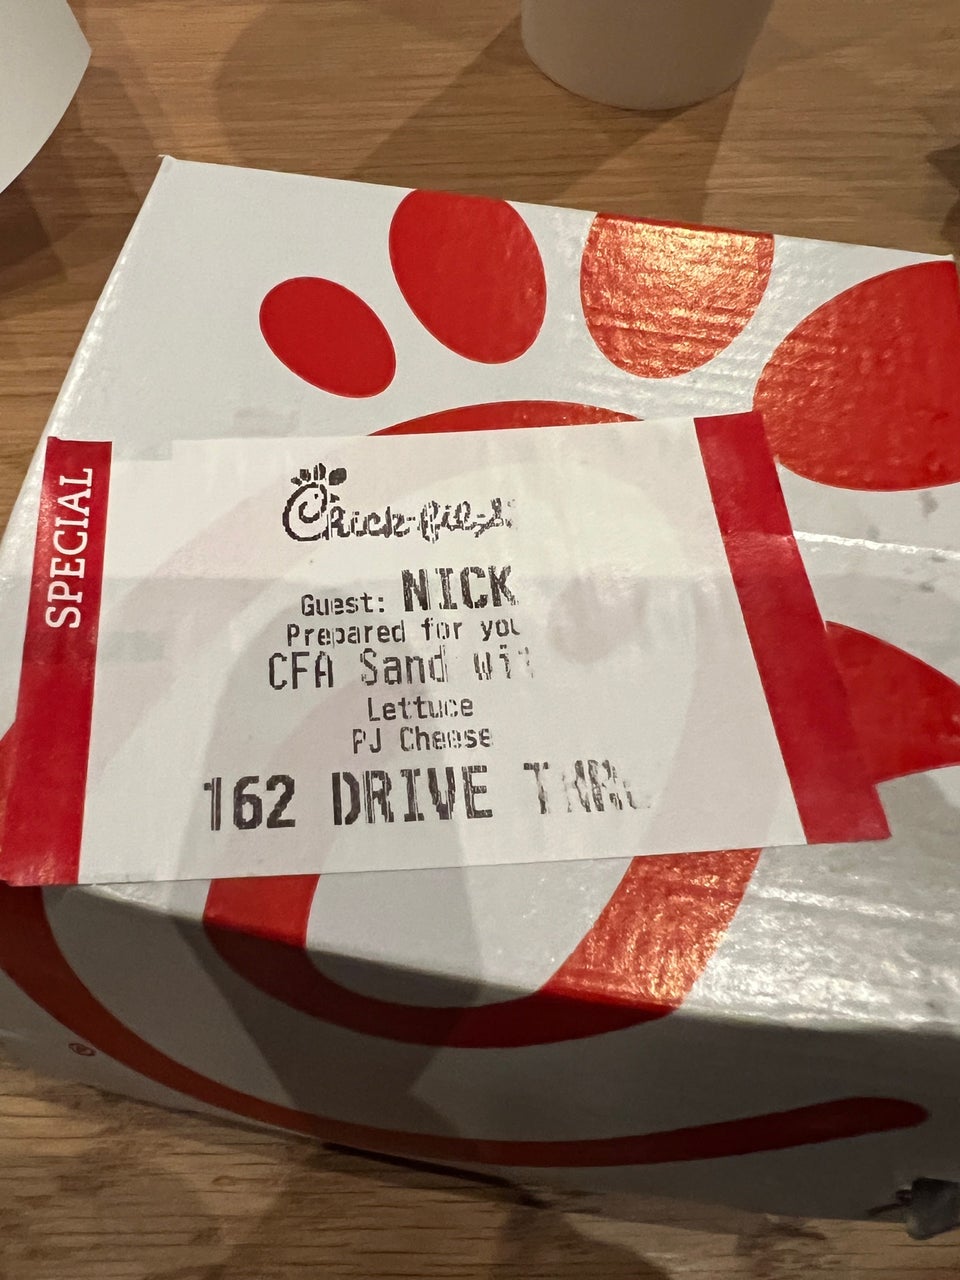 SPECIAL
Chick-fil-A
Guest: NICK
Prepared for you
CFA Sand
Lettuce
PJ Cheese
162 DRIVE
®